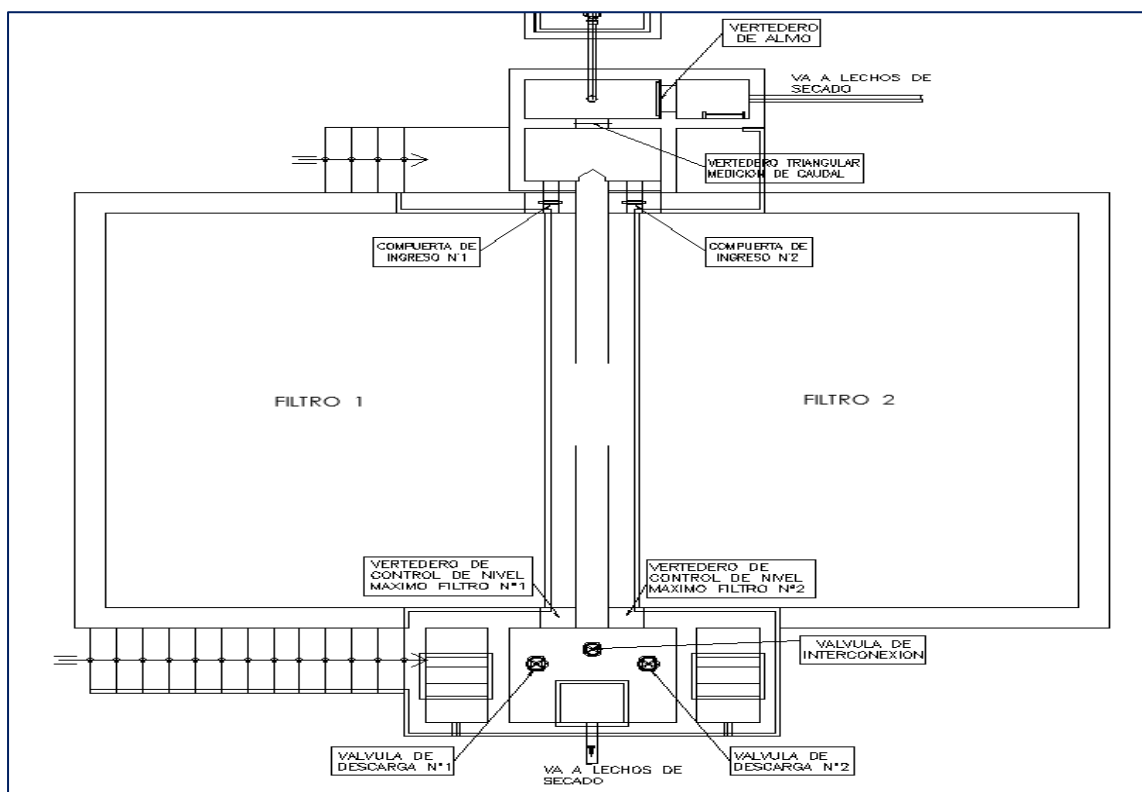 VERTEDERO
DE ALMO
VA A LECHOS DE
SECADO
VERTEDERO TRIANGULAR
MEDICION DE CAUDAL
COMPUERTA DE
INGRESO N°1
COMPUERTA DE
INGRESO N°2
FILTRO 1
FILTRO 2
VERTEDERO DE
CONTROL DE NIVEL
MAXIMO FILTRO N°1
VERTEDERO DE
CONTROL DE NIVEL
MAXIMO FILTRO N°2
VALVULA DE
INTERCONEXION
VALVULA DE
DESCARGA N°1
VA A LECHOS DE
SECADO
VALVULA DE
DESCARGA N°2